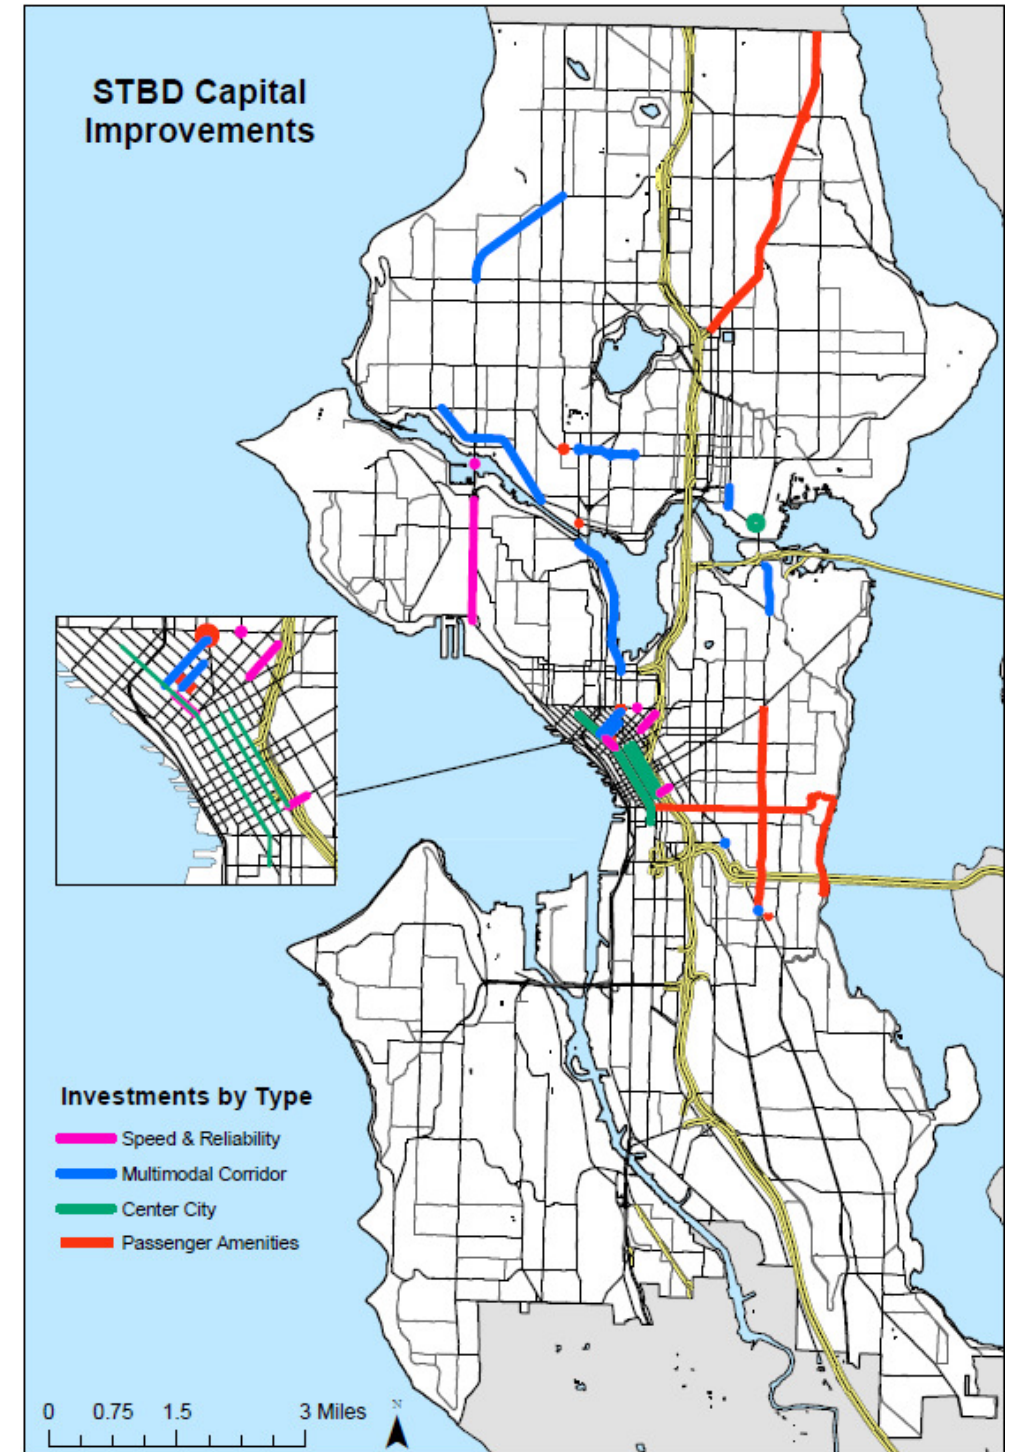 STBD Capital
Improvements
Investments by Type
Speed & Reliability
Multimodal Corridor
Center City
Passenger Amenities
0 0.75 1.5 3 Miles
N